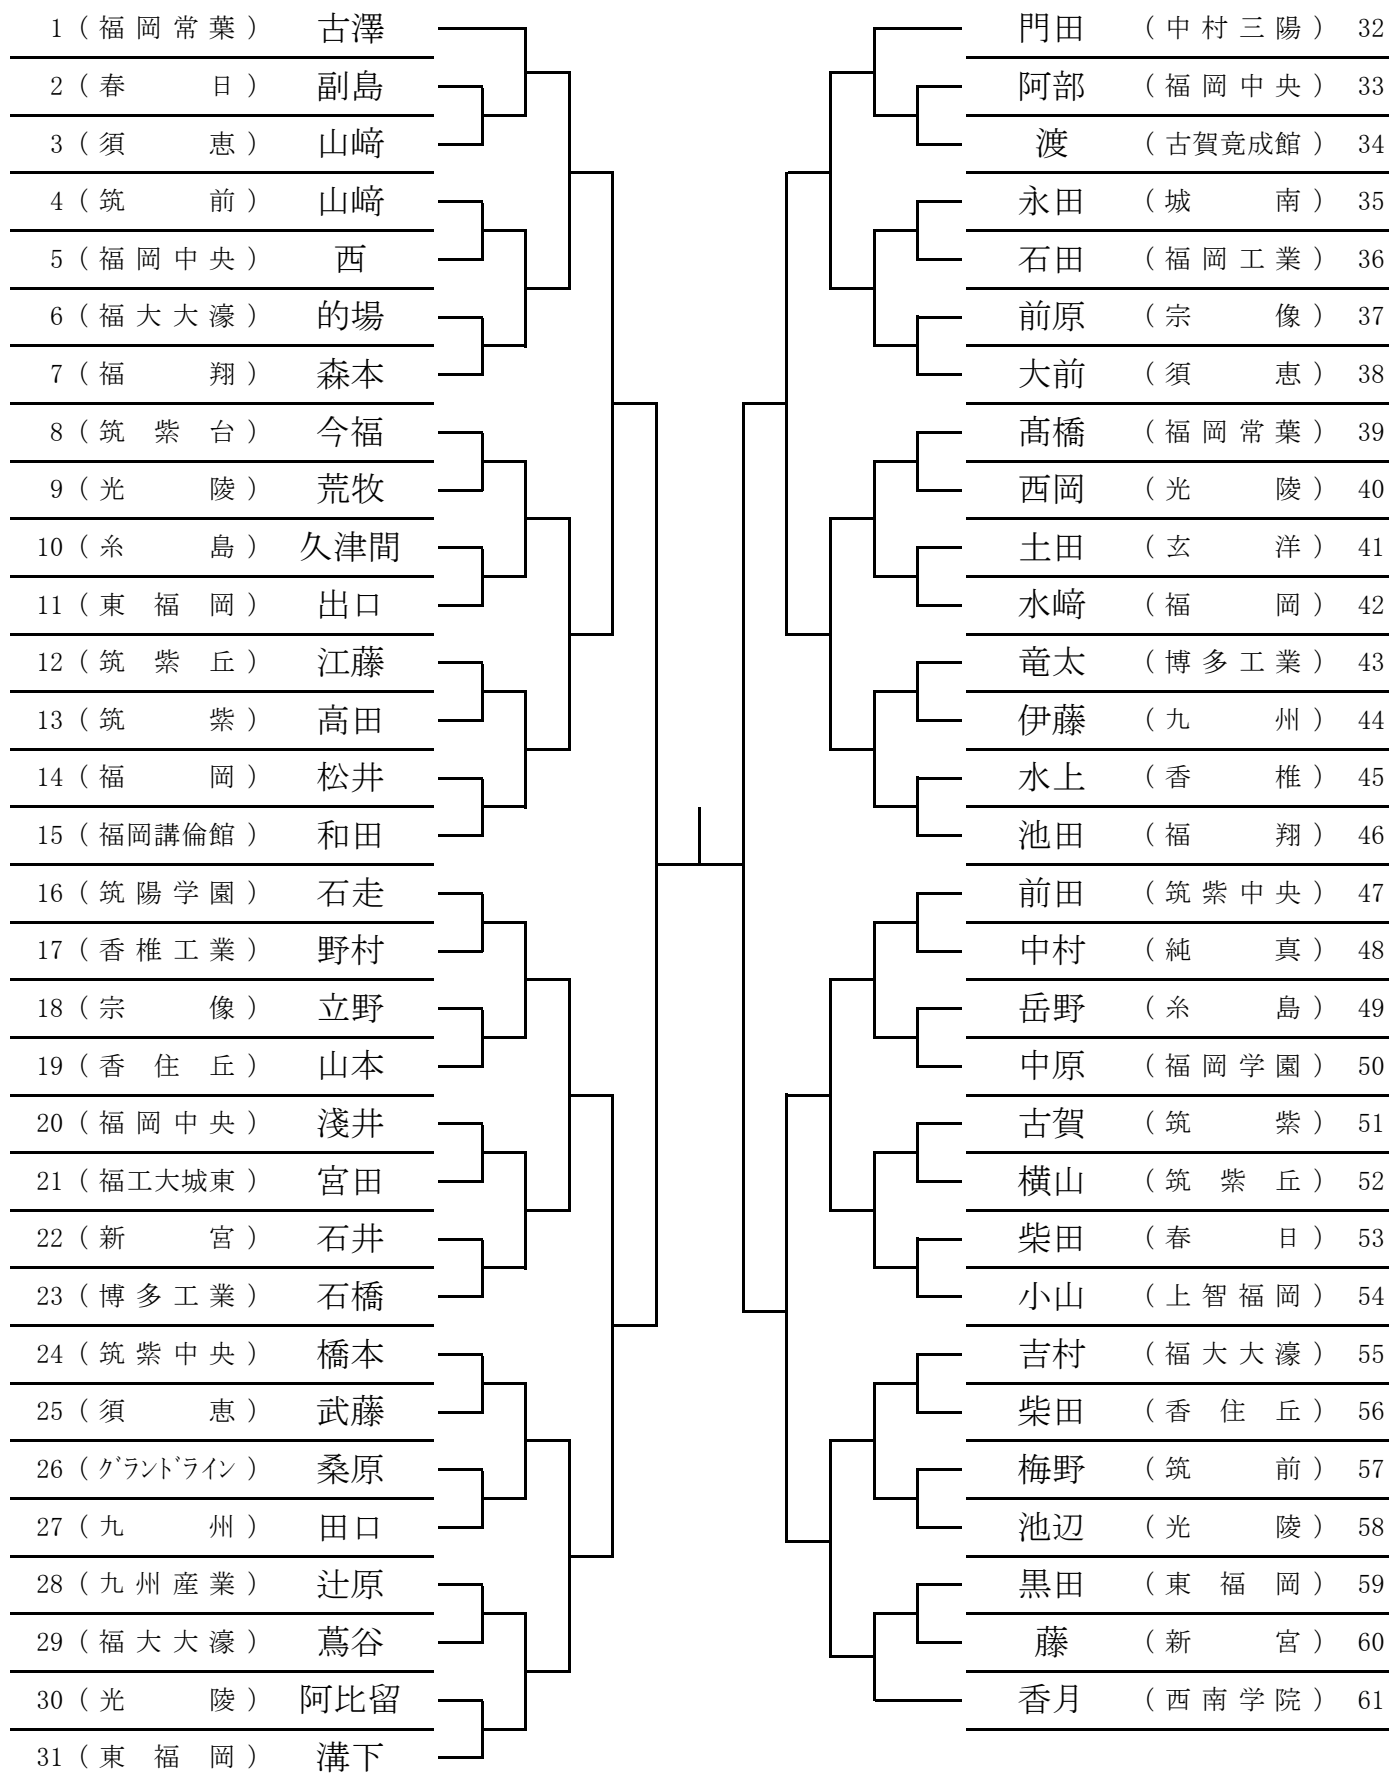 1 ( 福 岡 常 葉 ) 古澤
2 ( 春 日 ) 副島
3 ( 須 恵 ) 山﨑
4 ( 筑 前 ) 山﨑
5 ( 福 岡 中 央 ) 西
6 ( 福 大 大 濠 ) 的場
7 ( 福 翔 ) 森本
8 ( 筑 紫 台 ) 今福
9 ( 光 陵 ) 荒牧
10 ( 糸 島 ) 久津間
11 ( 東 福 岡 ) 出口
12 ( 筑 紫 丘 ) 江藤
13 ( 筑 紫 ) 高田
14 ( 福 岡 ) 松井
15 ( 福岡講倫館 ) 和田
16 ( 筑 陽 学 園 ) 石走
17 ( 香 椎 工 業 ) 野村
18 ( 宗 像 ) 立野
19 ( 香 住 丘 ) 山本
20 ( 福 岡 中 央 ) 淺井
21 ( 福工大城東 ) 宮田
22 ( 新 宮 ) 石井
23 ( 博 多 工 業 ) 石橋
24 ( 筑 紫 中 央 ) 橋本
25 ( 須 恵 ) 武藤
26 ( ｸﾞﾗﾝﾄﾞﾗｲﾝ ) 桑原
27 ( 九 州 ) 田口
28 ( 九 州 産 業 ) 辻原
29 ( 福 大 大 濠 ) 蔦谷
30 ( 光 陵 ) 阿比留
31 ( 東 福 岡 ) 溝下
門田 ( 中 村 三 陽 ) 32
阿部 ( 福 岡 中 央 ) 33
渡 ( 古賀竟成館 ) 34
永田 ( 城 南 ) 35
石田 ( 福 岡 工 業 ) 36
前原 ( 宗 像 ) 37
大前 ( 須 恵 ) 38
髙橋 ( 福 岡 常 葉 ) 39
西岡 ( 光 陵 ) 40
土田 ( 玄 洋 ) 41
水﨑 ( 福 岡 ) 42
竜太 ( 博 多 工 業 ) 43
伊藤 ( 九 州 ) 44
水上 ( 香 椎 ) 45
池田 ( 福 翔 ) 46
前田 ( 筑 紫 中 央 ) 47
中村 ( 純 真 ) 48
岳野 ( 糸 島 ) 49
中原 ( 福 岡 学 園 ) 50
古賀 ( 筑 紫 ) 51
横山 ( 筑 紫 丘 ) 52
柴田 ( 春 日 ) 53
小山 ( 上 智 福 岡 ) 54
吉村 ( 福 大 大 濠 ) 55
柴田 ( 香 住 丘 ) 56
梅野 ( 筑 前 ) 57
池辺 ( 光 陵 ) 58
黒田 ( 東 福 岡 ) 59
藤 ( 新 宮 ) 60
香月 ( 西 南 学 院 ) 61